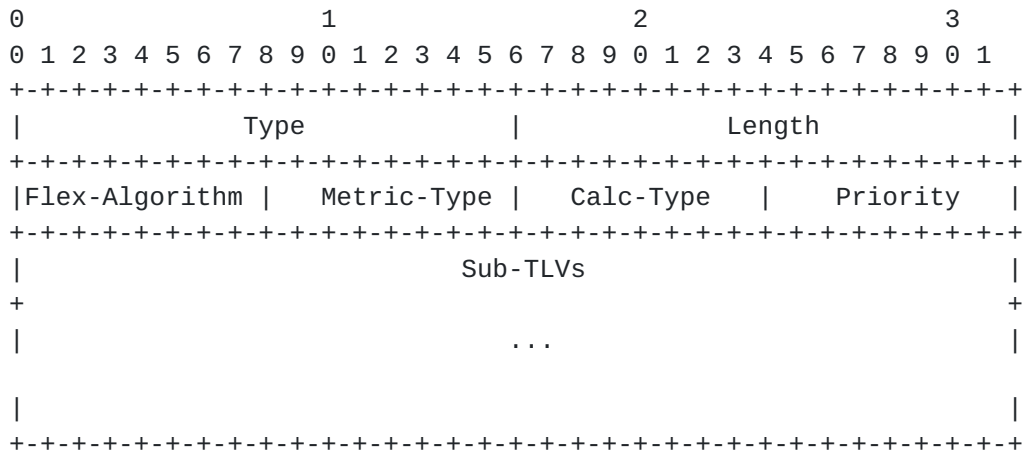 0                   1                   2                   3
0 1 2 3 4 5 6 7 8 9 0 1 2 3 4 5 6 7 8 9 0 1 2 3 4 5 6 7 8 9 0 1
+-+-+-+-+-+-+-+-+-+-+-+-+-+-+-+-+-+-+-+-+-+-+-+-+-+-+-+-+-+-+-+-+
|              Type             |             Length            |
+-+-+-+-+-+-+-+-+-+-+-+-+-+-+-+-+-+-+-+-+-+-+-+-+-+-+-+-+-+-+-+-+
|Flex-Algorithm |   Metric-Type |   Calc-Type   |    Priority   |
+-+-+-+-+-+-+-+-+-+-+-+-+-+-+-+-+-+-+-+-+-+-+-+-+-+-+-+-+-+-+-+-+
|                            Sub-TLVs                           |
+                                                               +
|                               ...                             |

|                                                               |
+-+-+-+-+-+-+-+-+-+-+-+-+-+-+-+-+-+-+-+-+-+-+-+-+-+-+-+-+-+-+-+-+